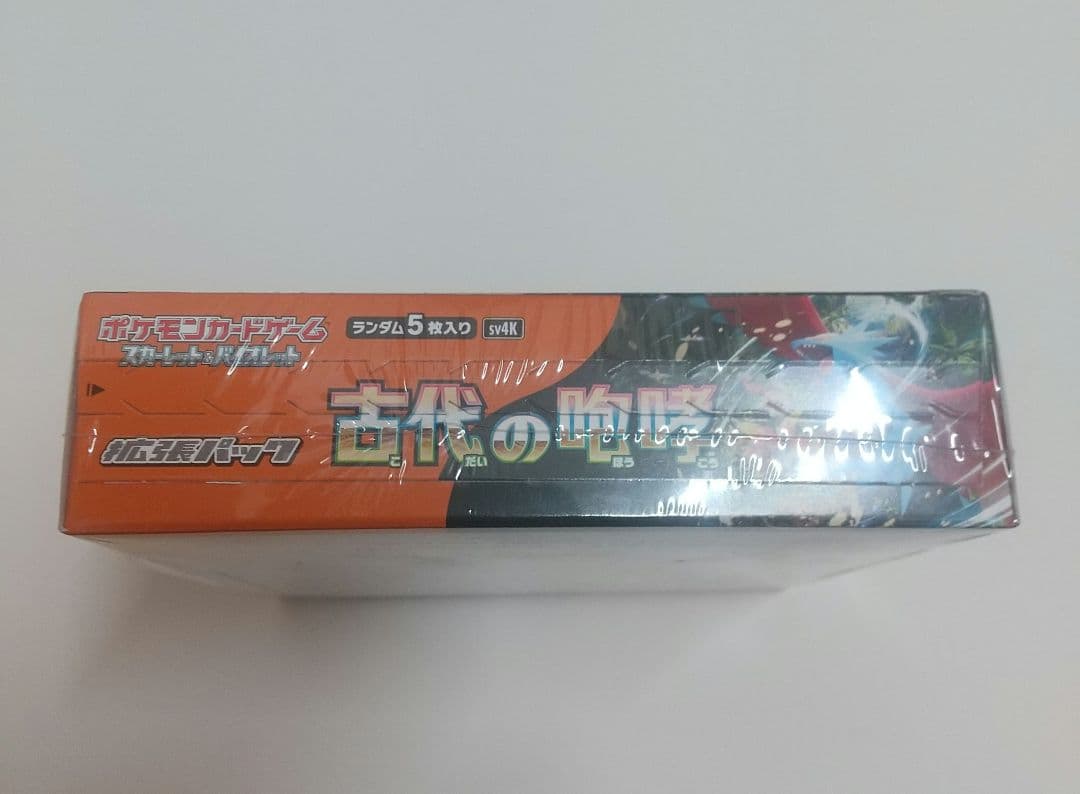 ポケモンカードゲーム
スカーレット&バイオレット
ランダム5枚入り sv4K
古代の咆哮
こ だい ほう こう
拡張パック